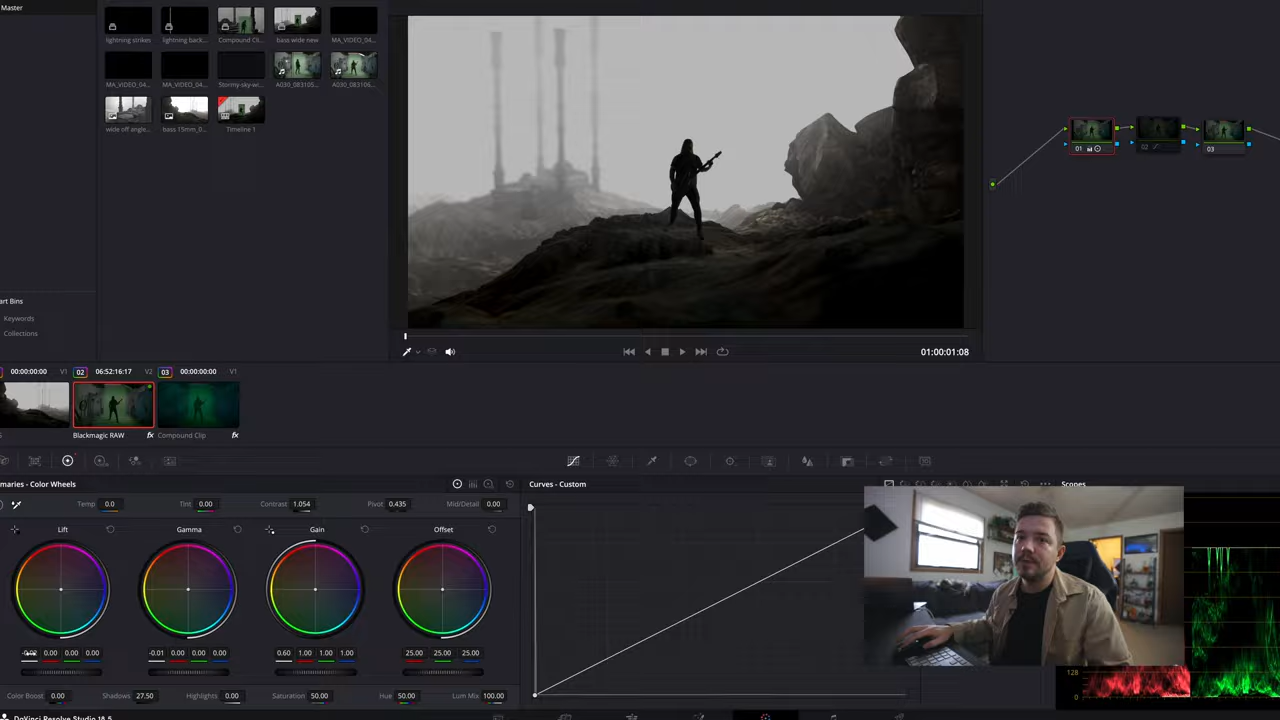 Master
lightning strikes
lightning back...
Compound Cli...
bass wide new
MA_VIDEO_04...
MA_VIDEO_04...
MA_VIDEO_04...
Stormy-sky-wi...
A030_083105...
A030_083106...
wide off angle...
bass 15mm_0...
Timeline 1
art Bins
Keywords
Collections
01
02
03
01:00:01:08
00:00:00:00 V1
02 06:52:16:17 V2
03 00:00:00:00 V1
Blackmagic RAW fx
Compound Clip fx
maries - Color Wheels
Curves - Custom
Scopes
Temp 0.0
Tint 0.00
Contrast 1.054
Pivot 0.435
Mid/Detail 0.00
Lift
Gamma
Gain
Offset
0.00 0.00 0.00
-0.01 0.00 0.00 0.00
0.60 1.00 1.00 1.00
25.00 25.00 25.00
Color Boost 0.00
Shadows 27.50
Highlights 0.00
Saturation 50.00
Hue 50.00
Lum Mix 100.00
128
0
DaVinci Resolve Studio 18.5